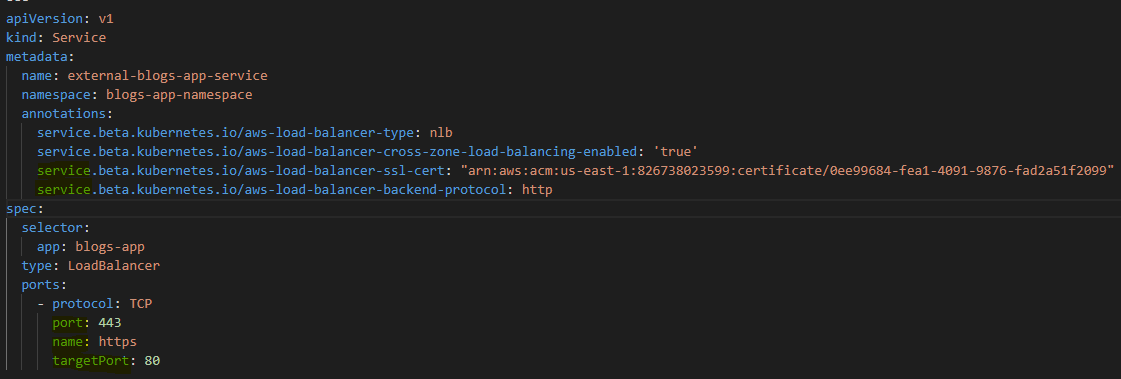 apiVersion: v1
kind: Service
metadata:
  name: external-blogs-app-service
  namespace: blogs-app-namespace
  annotations:
    service.beta.kubernetes.io/aws-load-balancer-type: nlb
    service.beta.kubernetes.io/aws-load-balancer-cross-zone-load-balancing-enabled: 'true'
    service.beta.kubernetes.io/aws-load-balancer-ssl-cert: "arn:aws:acm:us-east-1:826738023599:certificate/0ee99684-fea1-4091-9876-fad2a51f2099”
    service.beta.kubernetes.io/aws-load-balancer-backend-protocol: http
spec:
  selector:
    app: blogs-app
  type: LoadBalancer
  ports:
    - protocol: TCP
      port: 443
      name: https
      targetPort: 80